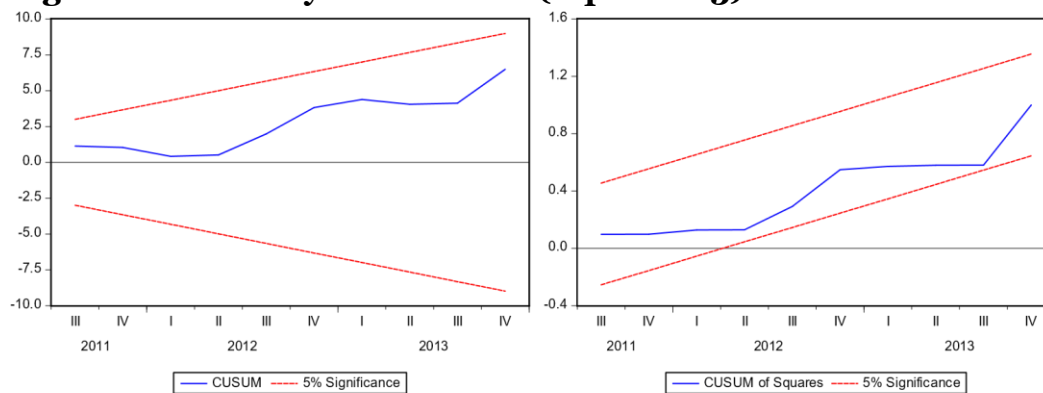 10.0
7.5
5.0
2.5
0.0
-2.5
-5.0
-7.5
-10.0
III IV I II III IV I II III IV
2011 2012 2013
CUSUM 5% Significance
1.6
1.2
0.8
0.4
0.0
-0.4
III IV I II III IV I II III IV
2011 2012 2013
CUSUM of Squares 5% Significance